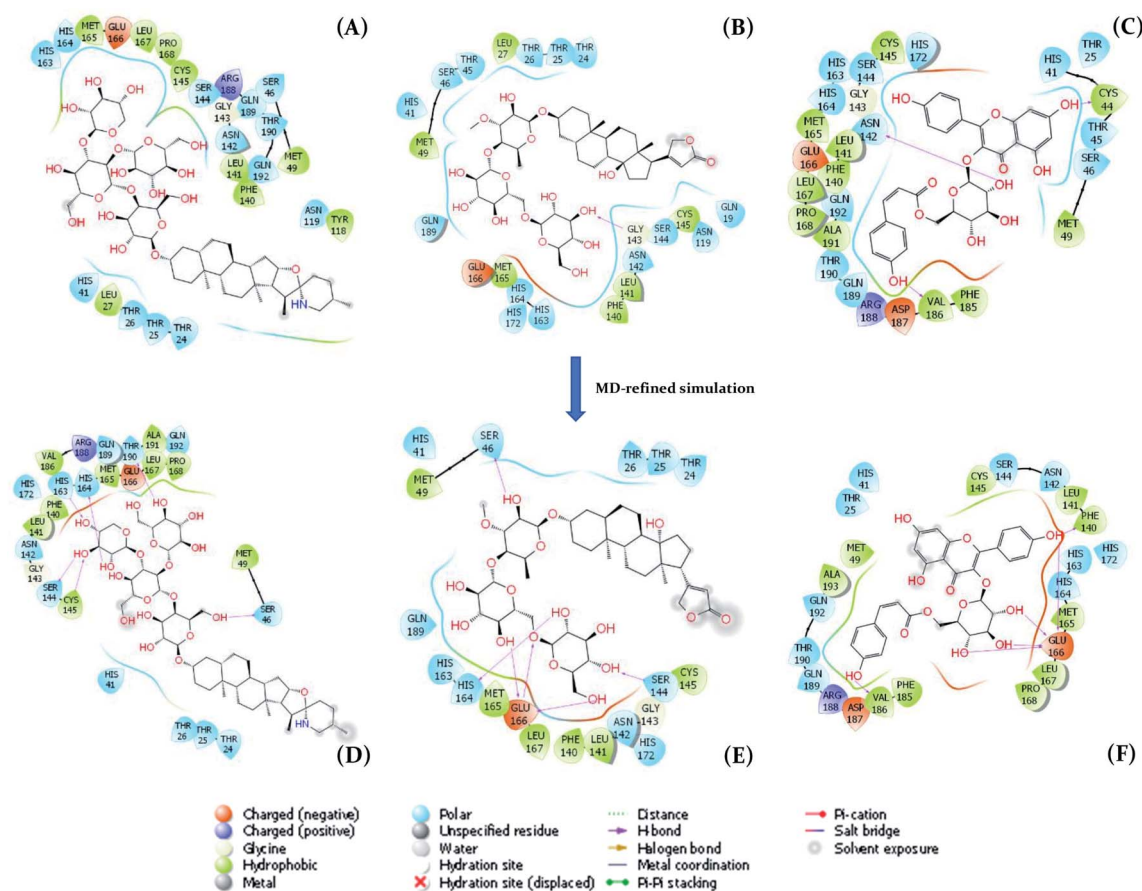 (A)
HIS 163
HIS 164
MET 165
GLU 166
LEU 167
PRO 168
CYS 145
SER 144
ARG 188
GLY 143
GLN 189
SER 46
ASN 142
THR 190
LEU 141
GLN 192
MET 49
PHE 140
ASN 119
TYR 118
HIS 41
LEU 27
THR 26
THR 25
THR 24
OH
HO
O
HN
(B)
LEU 27
THR 26
THR 25
THR 24
THR 45
SER 46
HIS 41
MET 49
GLN 189
GLN 19
GLU 166
MET 165
HIS 164
HIS 172
HIS 163
PHE 140
LEU 141
ASN 142
GLY 143
SER 144
CYS 145
ASN 119
OH
HO
O
(C)
CYS 145
HIS 172
SER 144
HIS 163
GLY 143
HIS 164
ASN 142
MET 165
LEU 141
GLU 166
PHE 140
LEU 167
GLN 192
PRO 168
ALA 191
THR 190
GLN 189
ARG 188
ASP 187
VAL 186
PHE 185
THR 25
HIS 41
CYS 44
THR 45
SER 46
MET 49
OH
HO
O
MD-refined simulation
(D)
ARG 188
GLN 189
THR 190
ALA 191
GLN 192
VAL 186
HIS 172
HIS 163
HIS 164
MET 165
GLU 166
LEU 167
PRO 168
PHE 140
LEU 141
ASN 142
GLY 143
SER 144
CYS 145
MET 49
SER 46
HIS 41
THR 26
THR 25
THR 24
OH
HO
O
HN
(E)
HIS 41
SER 46
MET 49
THR 26
THR 25
THR 24
GLN 189
HIS 163
HIS 164
MET 165
GLU 166
LEU 167
PHE 140
LEU 141
ASN 142
HIS 172
GLY 143
SER 144
CYS 145
OH
HO
O
(F)
HIS 41
THR 25
CYS 145
SER 144
ASN 142
LEU 141
PHE 140
HIS 163
HIS 172
HIS 164
MET 165
GLU 166
LEU 167
PRO 168
MET 49
ALA 193
GLN 192
THR 190
GLN 189
ARG 188
ASP 187
VAL 186
PHE 185
OH
HO
O
Charged (negative)
Charged (positive)
Glycine
Hydrophobic
Metal
Polar
Unspecified residue
Water
Hydration site
Hydration site (displaced)
Distance
H-bond
Halogen bond
Metal coordination
Pi-Pi stacking
Pi-cation
Salt bridge
Solvent exposure